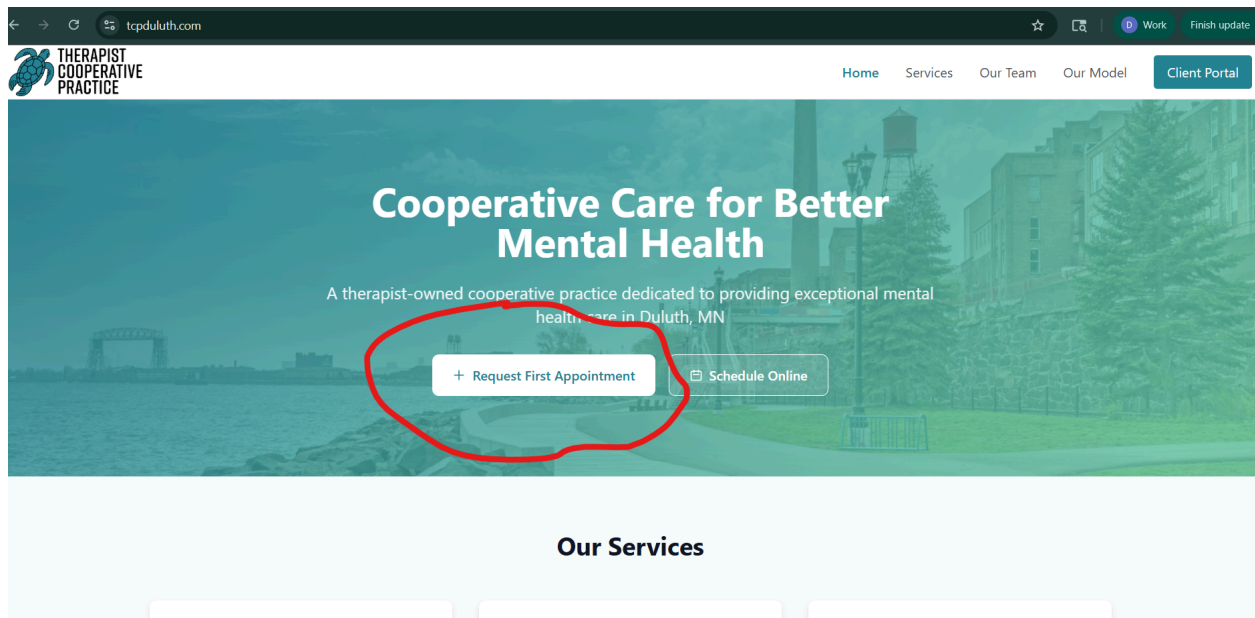 tcpduluth.com
D Work
Finish update
THERAPIST
COOPERATIVE
PRACTICE
Home Services Our Team Our Model Client Portal
Cooperative Care for Better
Mental Health
A therapist-owned cooperative practice dedicated to providing exceptional mental
health care in Duluth, MN
+ Request First Appointment
Schedule Online
Our Services